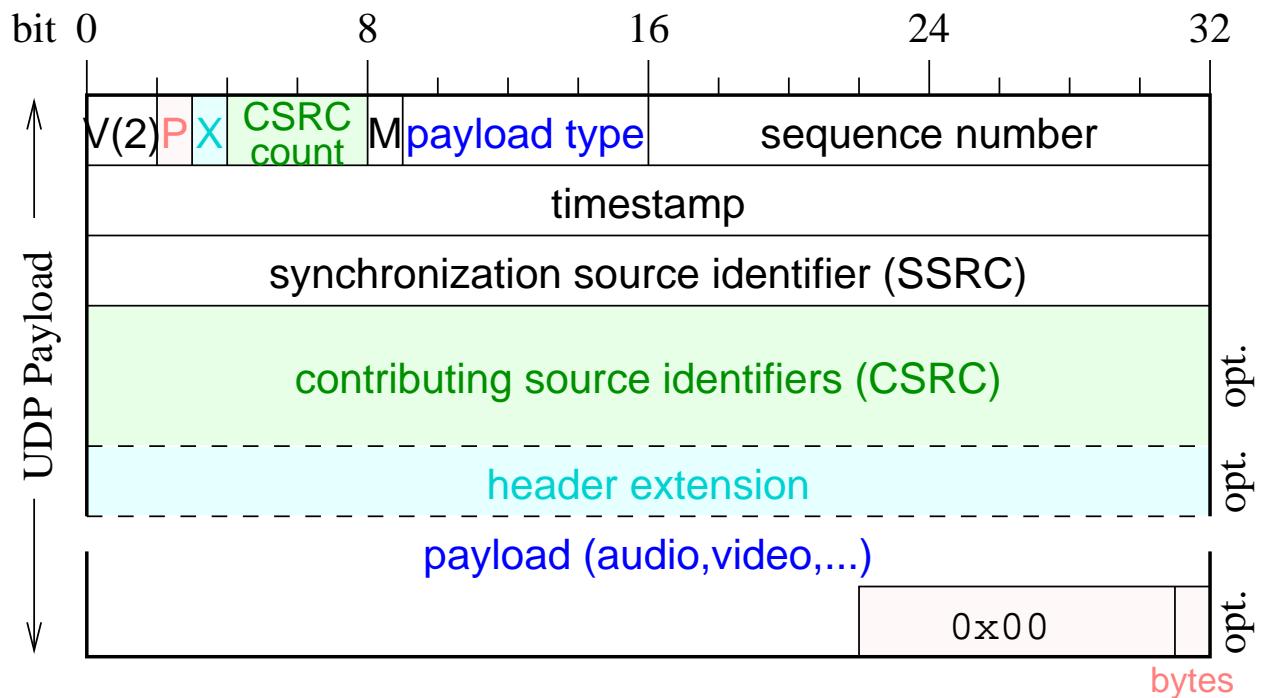 bit 0 8 16 24 32
V(2) P X CSRC count M payload type sequence number
timestamp
synchronization source identifier (SSRC)
contributing source identifiers (CSRC) opt.
header extension opt.
payload (audio,video,...)
0x00 opt.
bytes
UDP Payload